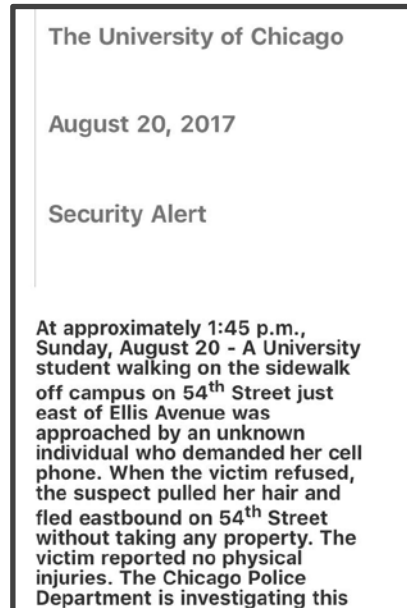 The University of Chicago
August 20, 2017
Security Alert
At approximately 1:45 p.m.,
Sunday, August 20 - A University
student walking on the sidewalk
off campus on 54th Street just
east of Ellis Avenue was
approached by an unknown
individual who demanded her cell
phone. When the victim refused,
the suspect pulled her hair and
fled eastbound on 54th Street
without taking any property. The
victim reported no physical
injuries. The Chicago Police
Department is investigating this